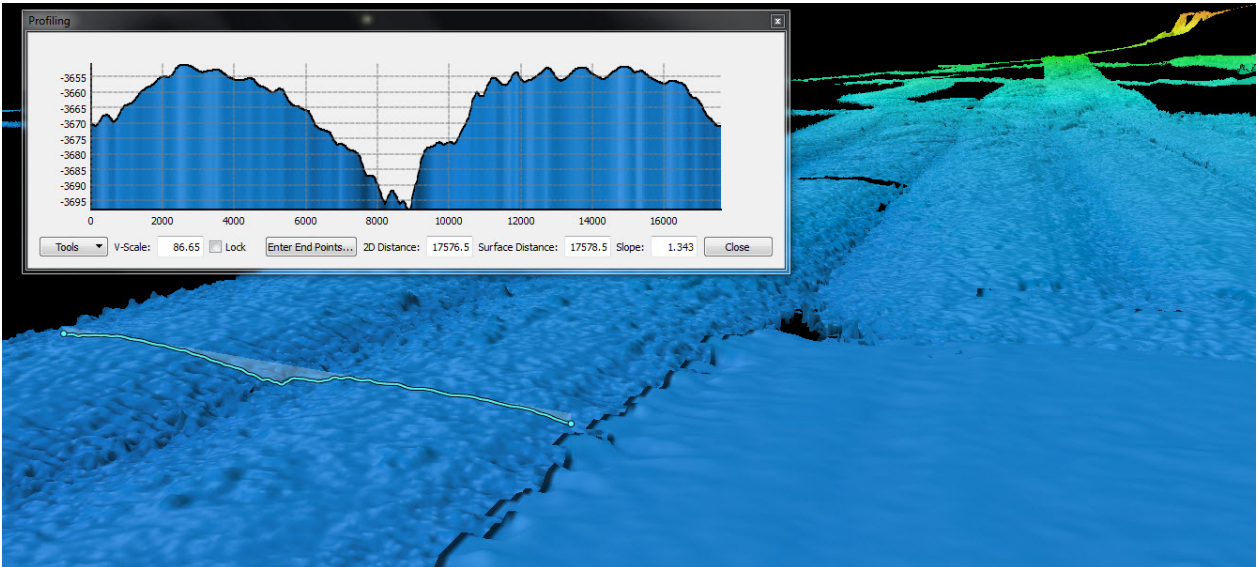 Profiling
x
-3655
-3660
-3665
-3670
-3675
-3680
-3685
-3690
-3695
0 2000 4000 6000 8000 10000 12000 14000 16000
Tools V-Scale: 86.65 Lock Enter End Points... 2D Distance: 17576.5 Surface Distance: 17578.5 Slope: 1.343 Close